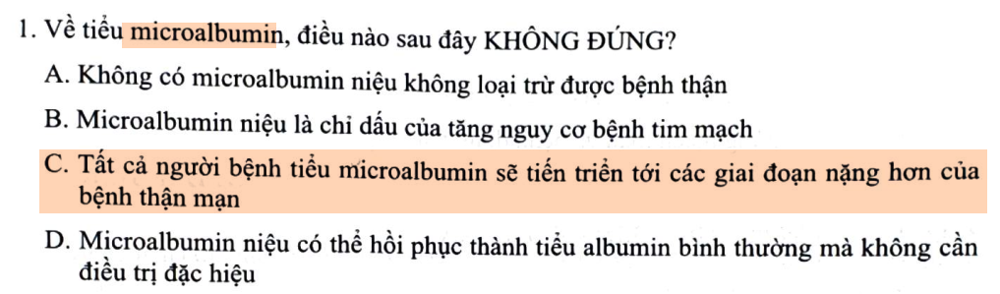 1. Về tiểu microalbumin, điều nào sau đây KHÔNG ĐÚNG?
A. Không có microalbumin niệu không loại trừ được bệnh thận
B. Microalbumin niệu là chỉ dấu của tăng nguy cơ bệnh tim mạch
C. Tất cả người bệnh tiểu microalbumin sẽ tiến triển tới các giai đoạn nặng hơn của
bệnh thận mạn
D. Microalbumin niệu có thể hồi phục thành tiểu albumin bình thường mà không cần
điều trị đặc hiệu